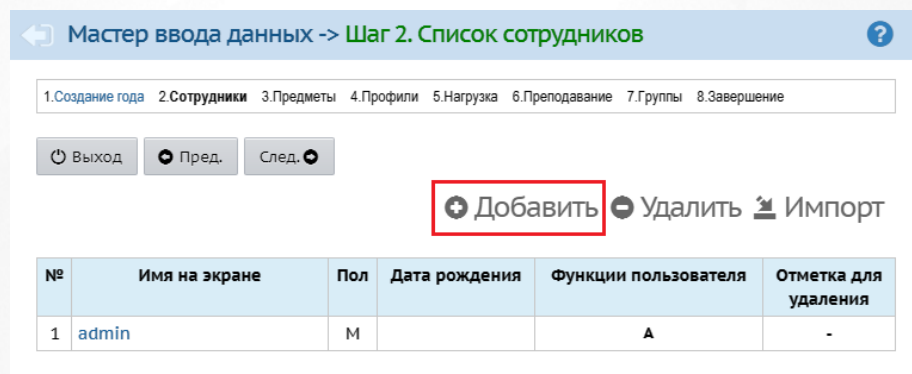 Мастер ввода данных -> Шаг 2. Список сотрудников ?
1.Создание года 2.Сотрудники 3.Предметы 4.Профили 5.Нагрузка 6.Преподавание 7.Группы 8.Завершение
Выход Пред. След.
Добавить Удалить Импорт
№ Имя на экране Пол Дата рождения Функции пользователя Отметка для
удаления
1 admin М А -